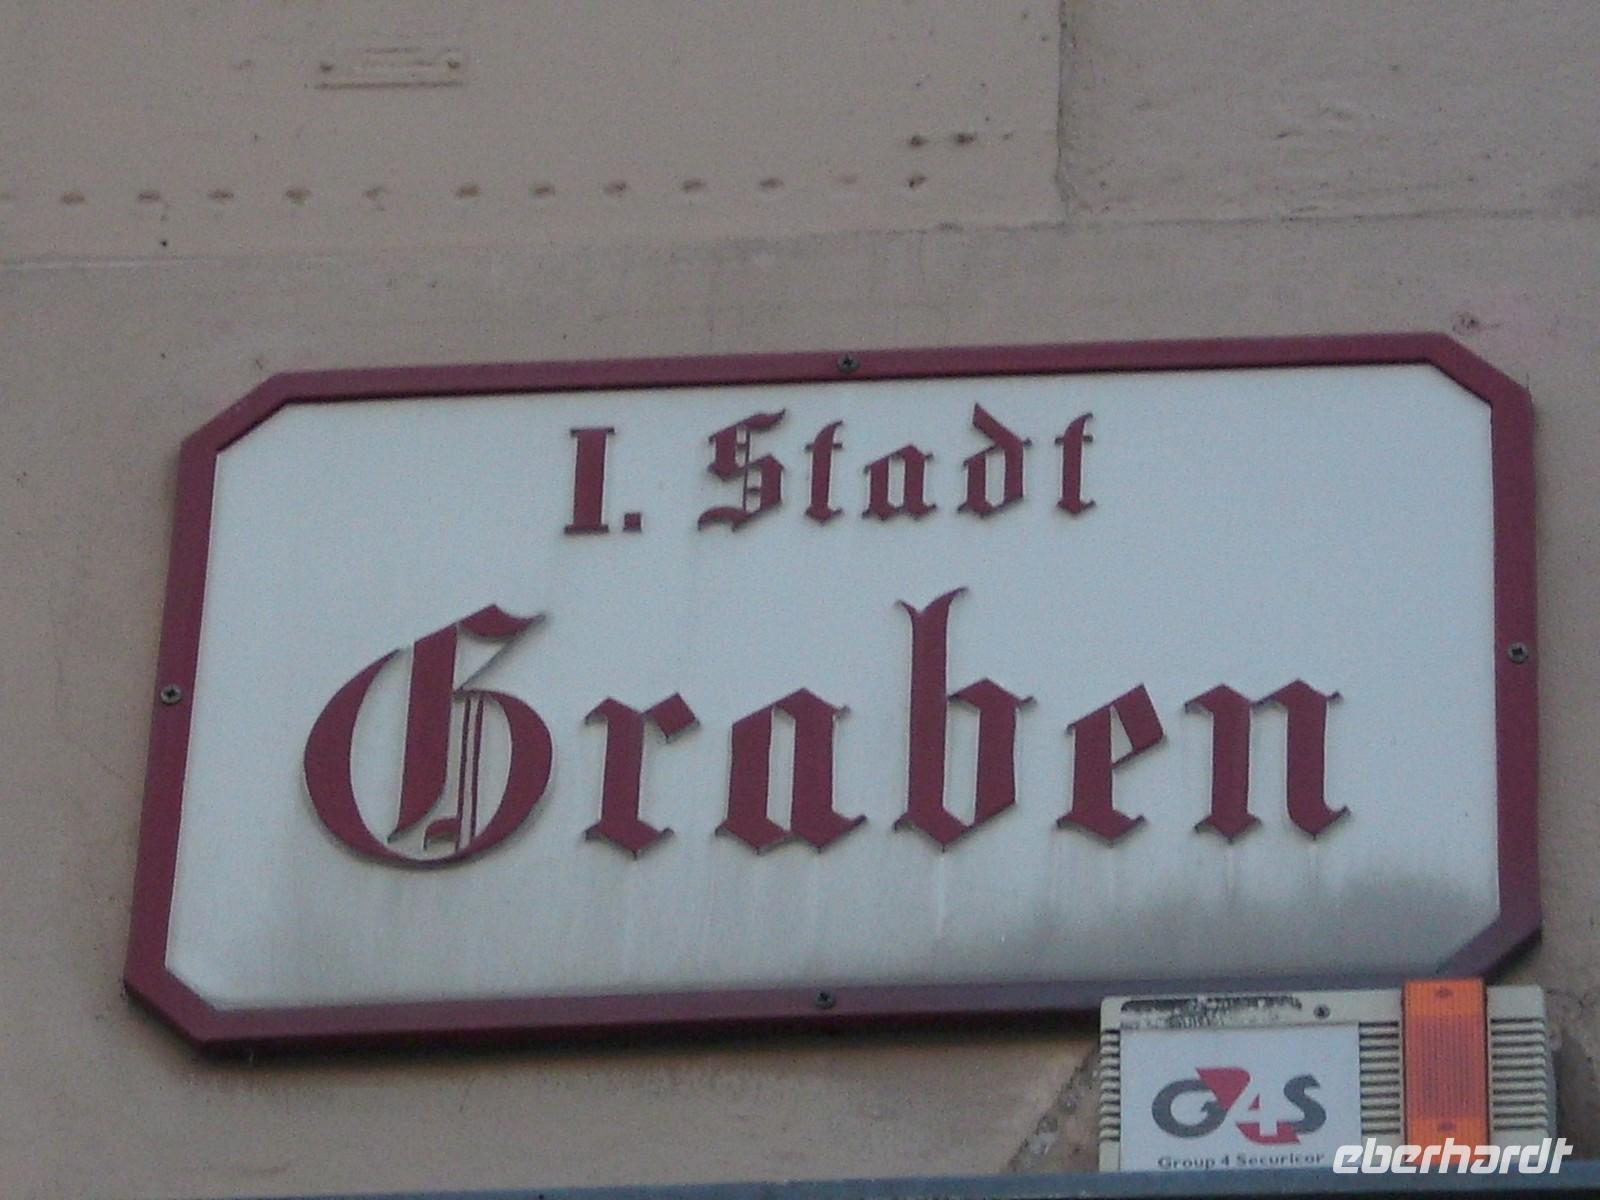 I. Stadt
Graben
G4S
Group 4 Securicor
eberhardt